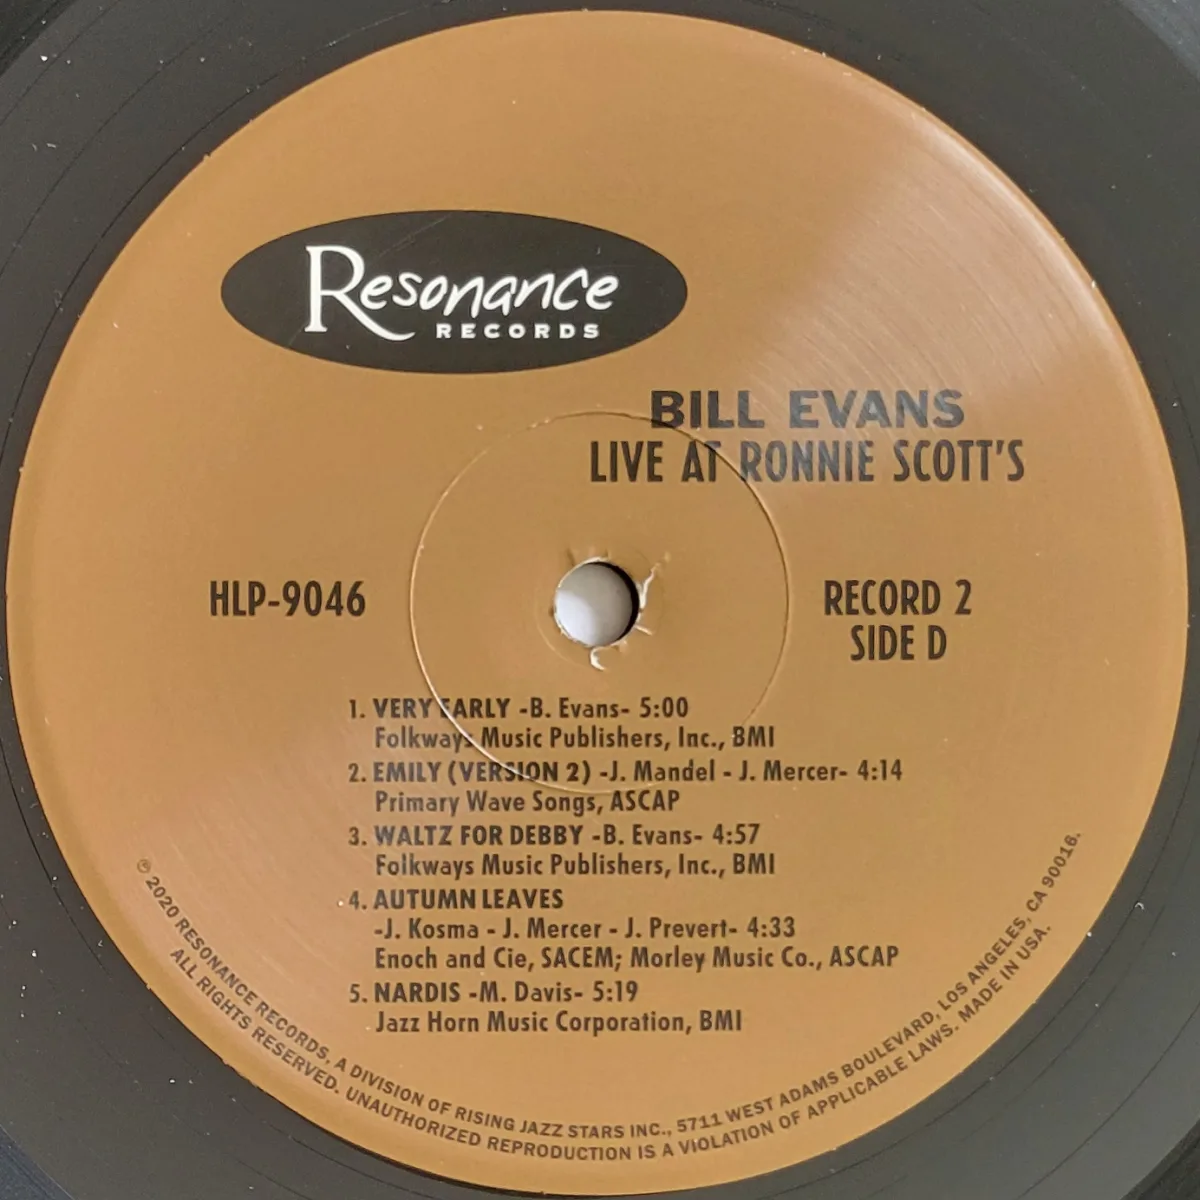 Resonance
RECORDS
BILL EVANS
LIVE AT RONNIE SCOTT'S
HLP-9046
RECORD 2
SIDE D
1. VERY EARLY -B. Evans- 5:00
Folkways Music Publishers, Inc., BMI
2. EMILY (VERSION 2) -J. Mandel - J. Mercer- 4:14
Primary Wave Songs, ASCAP
3. WALTZ FOR DEBBY -B. Evans- 4:57
Folkways Music Publishers, Inc., BMI
4. AUTUMN LEAVES
-J. Kosma - J. Mercer - J. Prevert- 4:33
Enoch and Cie, SACEM; Morley Music Co., ASCAP
5. NARDIS -M. Davis- 5:19
Jazz Horn Music Corporation, BMI
℗ 2020 RESONANCE RECORDS, A DIVISION OF RISING JAZZ STARS INC., 5711 WEST ADAMS BOULEVARD, LOS ANGELES, CA 90016.
ALL RIGHTS RESERVED. UNAUTHORIZED REPRODUCTION IS A VIOLATION OF APPLICABLE LAWS. MADE IN USA.